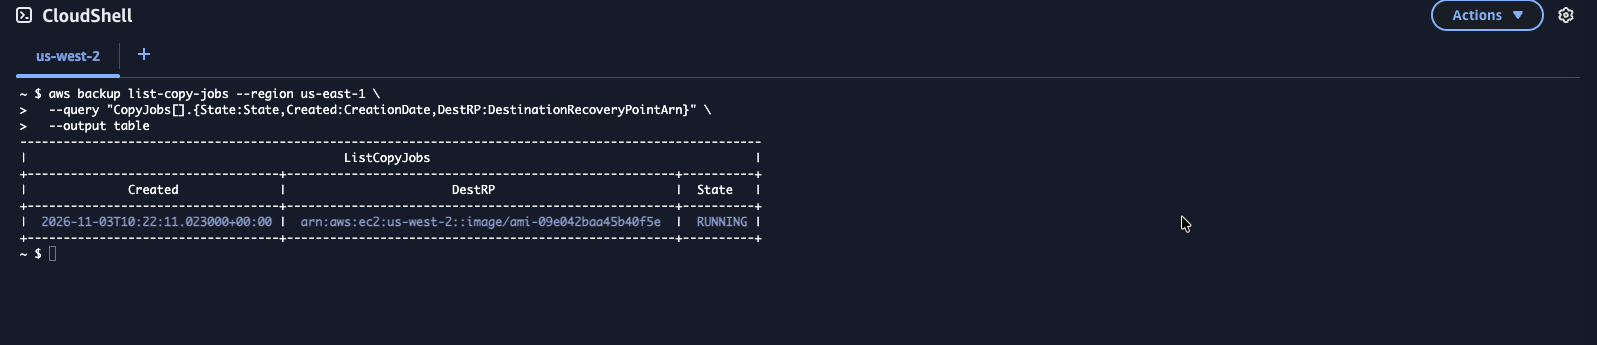 CloudShell
Actions ▼
us-west-2 +
~ $ aws backup list-copy-jobs --region us-east-1 \
>   --query "CopyJobs[].{State:State,Created:CreationDate,DestRP:DestinationRecoveryPointArn}" \
>   --output table
------------------------------------------------------------------------------------------------------
|                                            ListCopyJobs                                            |
+-----------------------------------+------------------------------------------------------+----------+
|              Created              |                       DestRP                         |  State   |
+-----------------------------------+------------------------------------------------------+----------+
|  2026-11-03T10:22:11.023000+00:00 |  arn:aws:ec2:us-west-2::image/ami-09e042baa45b40f5e  |  RUNNING |
+-----------------------------------+------------------------------------------------------+----------+
~ $